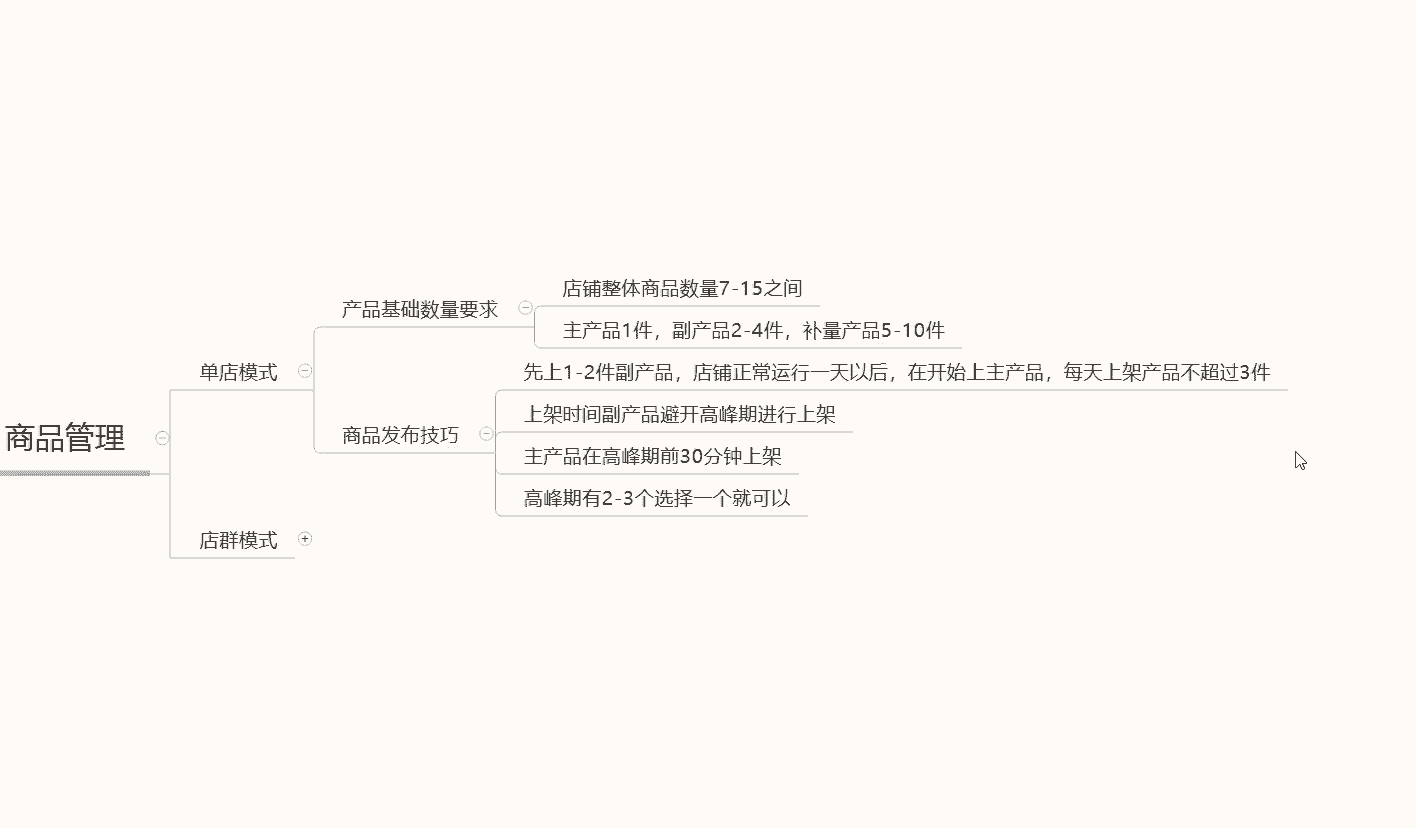 商品管理
单店模式
产品基础数量要求
店铺整体商品数量7-15之间
主产品1件，副产品2-4件，补量产品5-10件
商品发布技巧
先上1-2件副产品，店铺正常运行一天以后，在开始上主产品，每天上架产品不超过3件
上架时间副产品避开高峰期进行上架
主产品在高峰期前30分钟上架
高峰期有2-3个选择一个就可以
店群模式